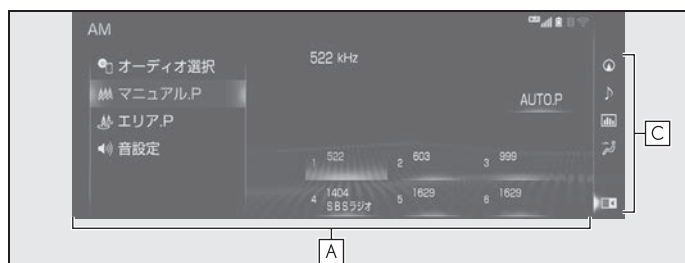 AM
522 kHz
オーディオ選択
マニュアル.P
エリア.P
音設定
AUTO.P
1 522
2 603
3 999
4 1404
SBSラジオ
5 1629
6 1629
A
C